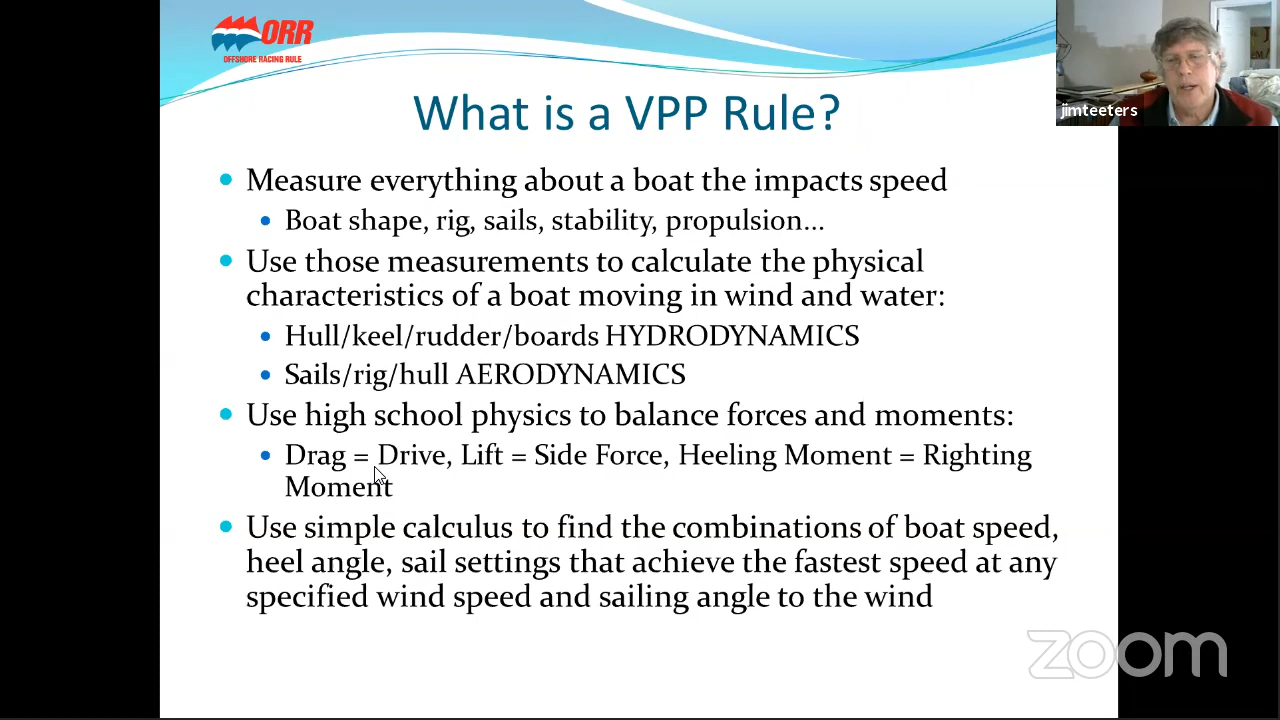 ORR
OFFSHORE RACING RULE
jimteeters
What is a VPP Rule?
Measure everything about a boat the impacts speed
Boat shape, rig, sails, stability, propulsion...
Use those measurements to calculate the physical
characteristics of a boat moving in wind and water:
Hull/keel/rudder/boards HYDRODYNAMICS
Sails/rig/hull AERODYNAMICS
Use high school physics to balance forces and moments:
Drag = Drive, Lift = Side Force, Heeling Moment = Righting
Moment
Use simple calculus to find the combinations of boat speed,
heel angle, sail settings that achieve the fastest speed at any
specified wind speed and sailing angle to the wind
zoom